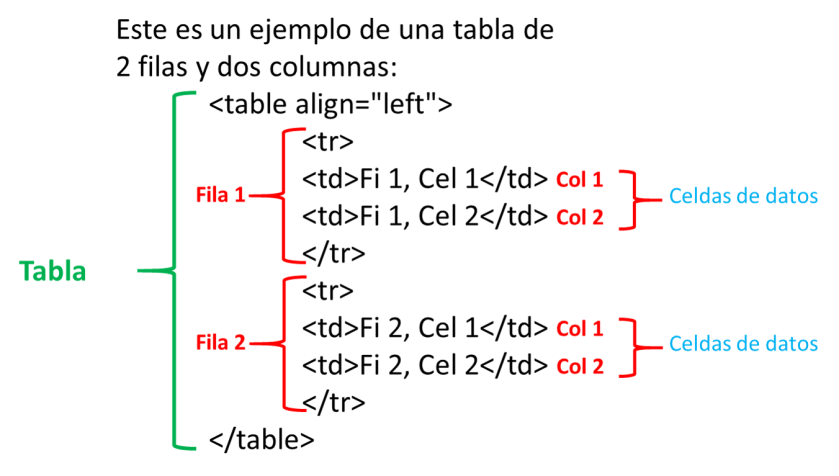 Este es un ejemplo de una tabla de
2 filas y dos columnas:
<table align="left">
<tr>
<td>Fi 1, Cel 1</td> Col 1
Fila 1 Celdas de datos
<td>Fi 1, Cel 2</td> Col 2
</tr>
Tabla
<tr>
<td>Fi 2, Cel 1</td> Col 1
Fila 2 Celdas de datos
<td>Fi 2, Cel 2</td> Col 2
</tr>
</table>